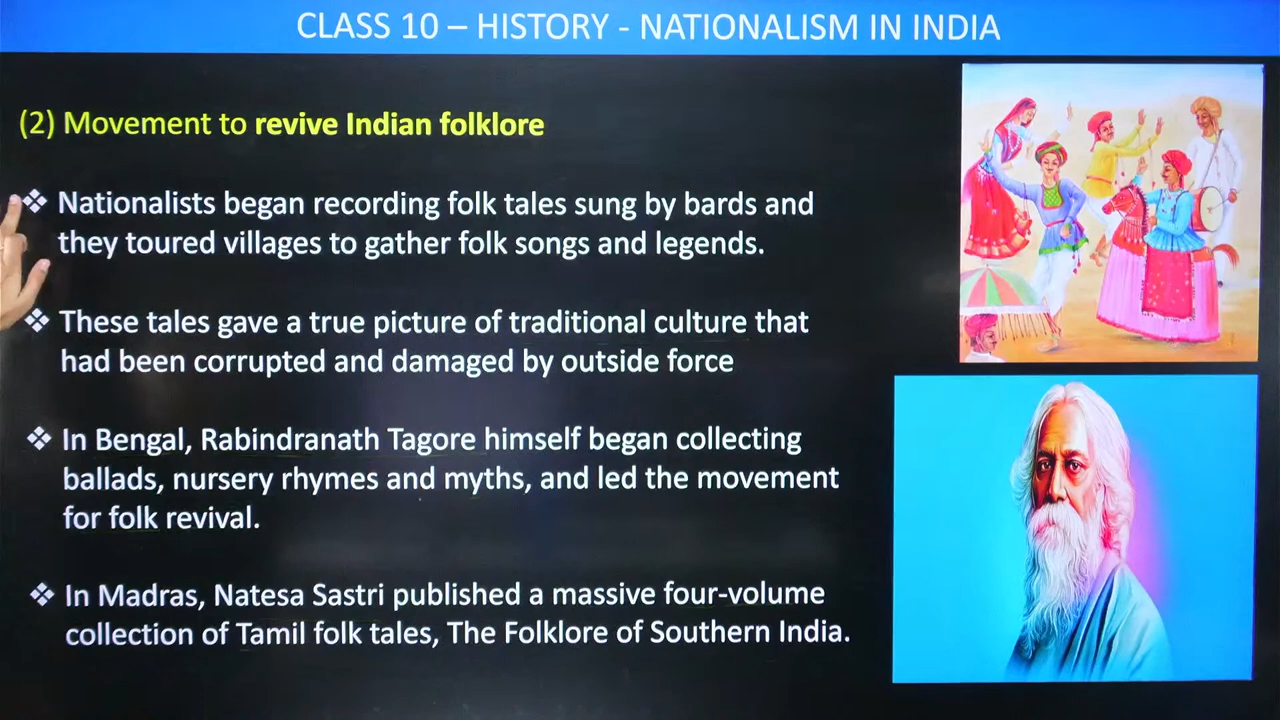 CLASS 10 – HISTORY - NATIONALISM IN INDIA
(2) Movement to revive Indian folklore
❖ Nationalists began recording folk tales sung by bards and
they toured villages to gather folk songs and legends.
❖ These tales gave a true picture of traditional culture that
had been corrupted and damaged by outside force
❖ In Bengal, Rabindranath Tagore himself began collecting
ballads, nursery rhymes and myths, and led the movement
for folk revival.
❖ In Madras, Natesa Sastri published a massive four-volume
collection of Tamil folk tales, The Folklore of Southern India.